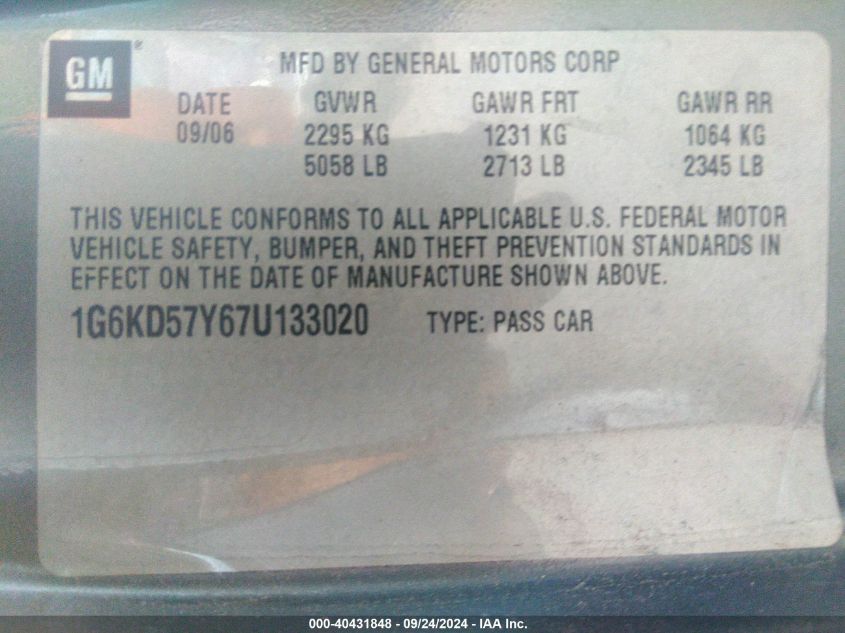 GM ®
MFD BY GENERAL MOTORS CORP
DATE GVWR GAWR FRT GAWR RR
09/06 2295 KG 1231 KG 1064 KG
5058 LB 2713 LB 2345 LB
THIS VEHICLE CONFORMS TO ALL APPLICABLE U.S. FEDERAL MOTOR
VEHICLE SAFETY, BUMPER, AND THEFT PREVENTION STANDARDS IN
EFFECT ON THE DATE OF MANUFACTURE SHOWN ABOVE.
1G6KD57Y67U133020 TYPE: PASS CAR
000-40431848 - 09/24/2024 - IAA Inc.